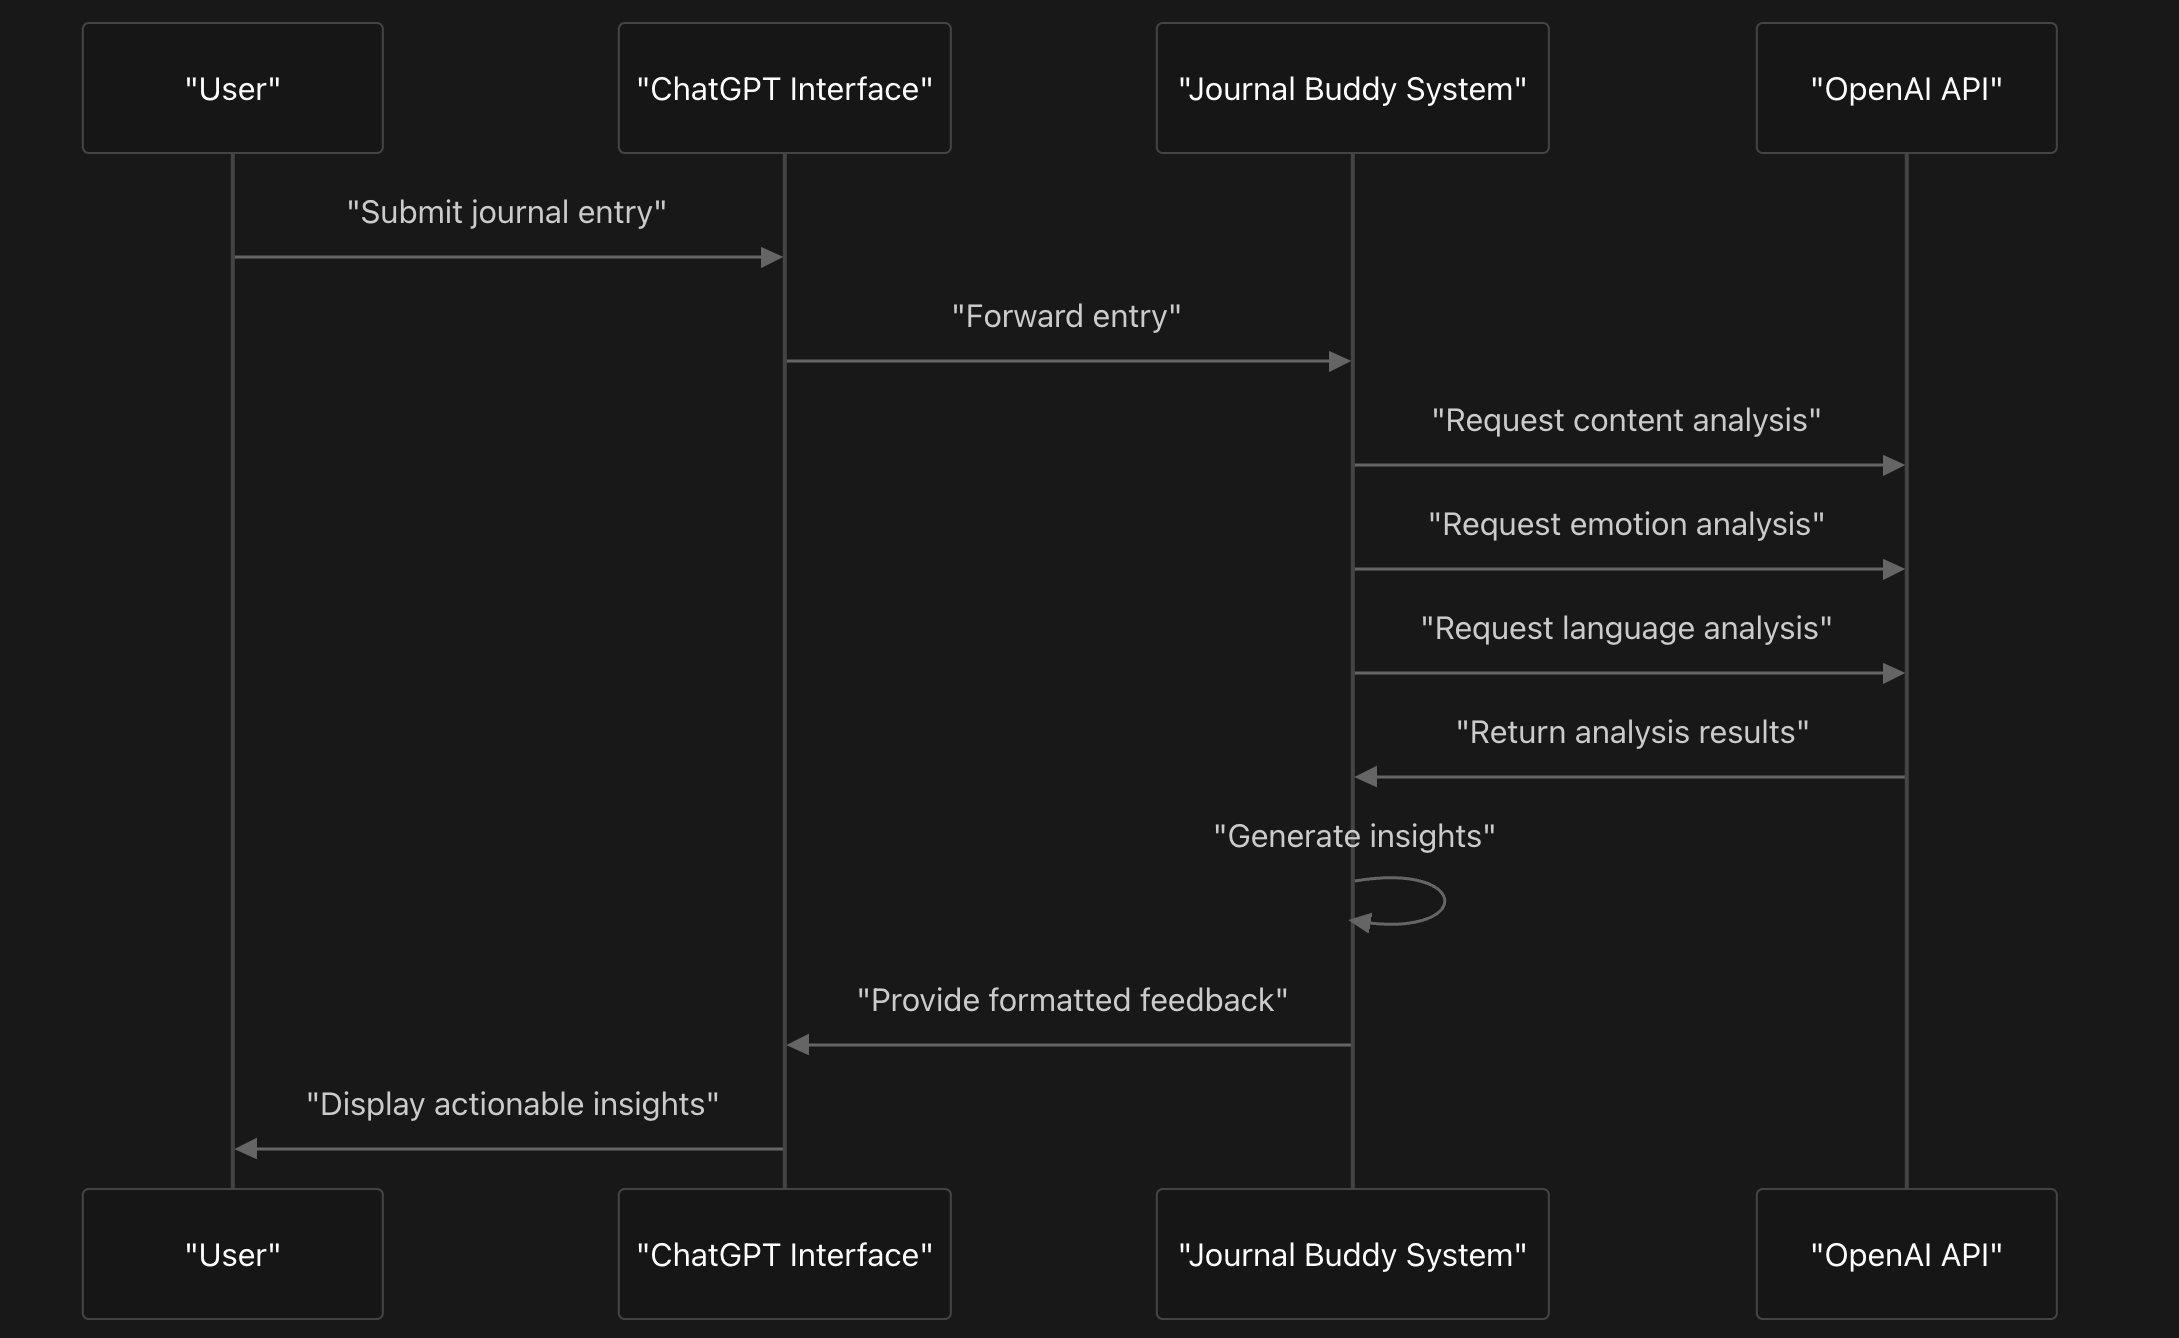 "User"
"ChatGPT Interface"
"Journal Buddy System"
"OpenAI API"
"Submit journal entry"
"Forward entry"
"Request content analysis"
"Request emotion analysis"
"Request language analysis"
"Return analysis results"
"Generate insights"
"Provide formatted feedback"
"Display actionable insights"
"User"
"ChatGPT Interface"
"Journal Buddy System"
"OpenAI API"